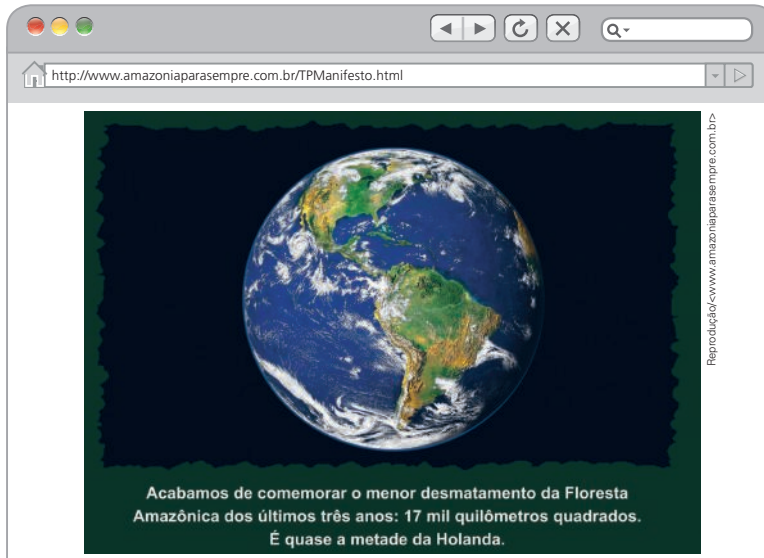 http://www.amazoniaparasempre.com.br/TPManifesto.html
Reprodução/<www.amazoniaparasempre.com.br>
Acabamos de comemorar o menor desmatamento da Floresta
Amazônica dos últimos três anos: 17 mil quilômetros quadrados.
É quase a metade da Holanda.